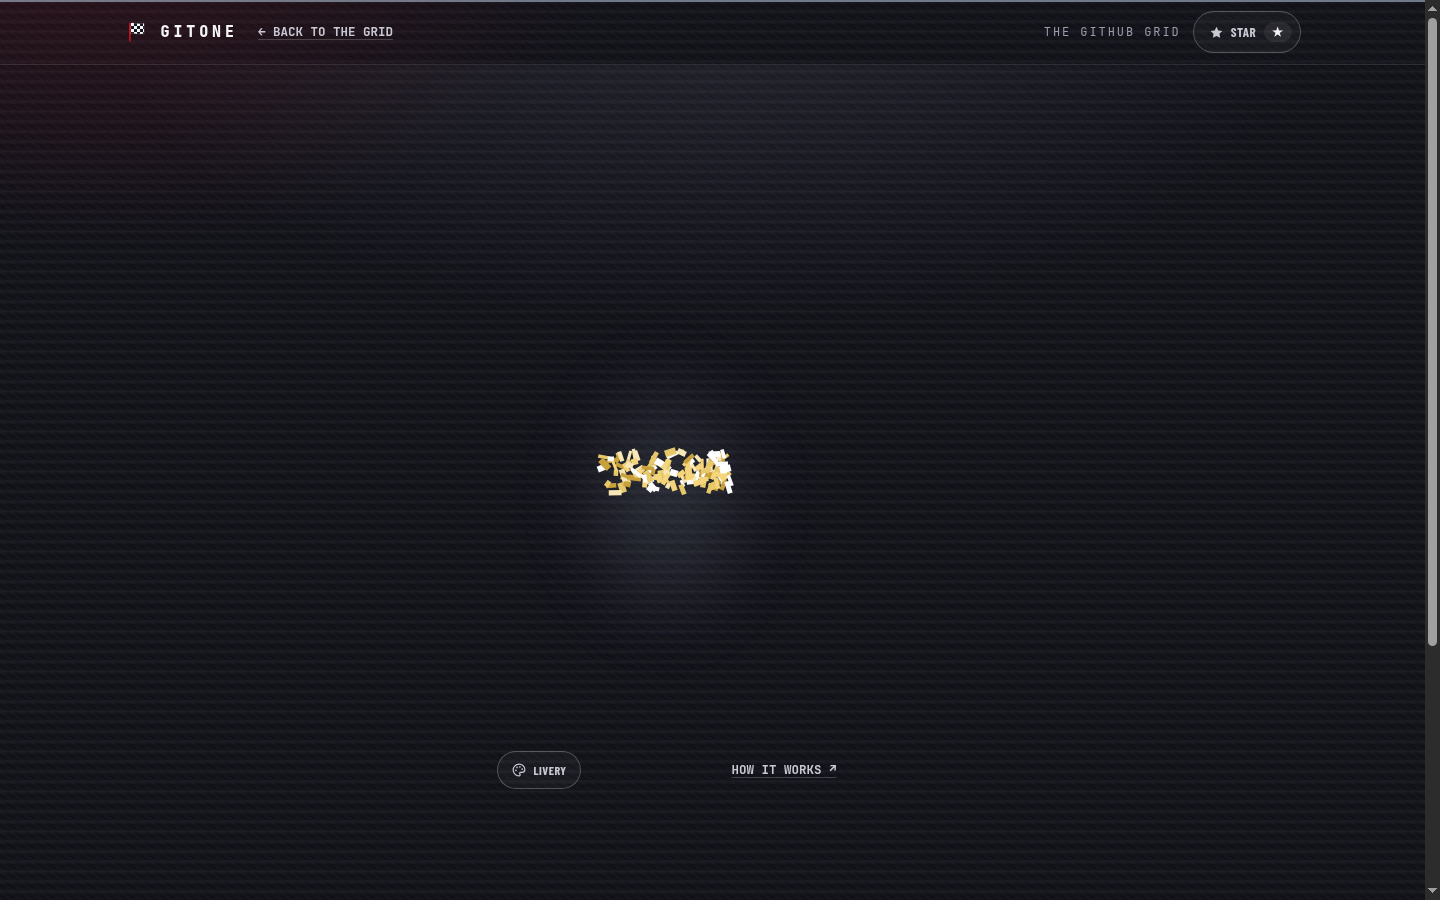 GITONE
← BACK TO THE GRID
THE GITHUB GRID
STAR ★
LIVERY
HOW IT WORKS ↗